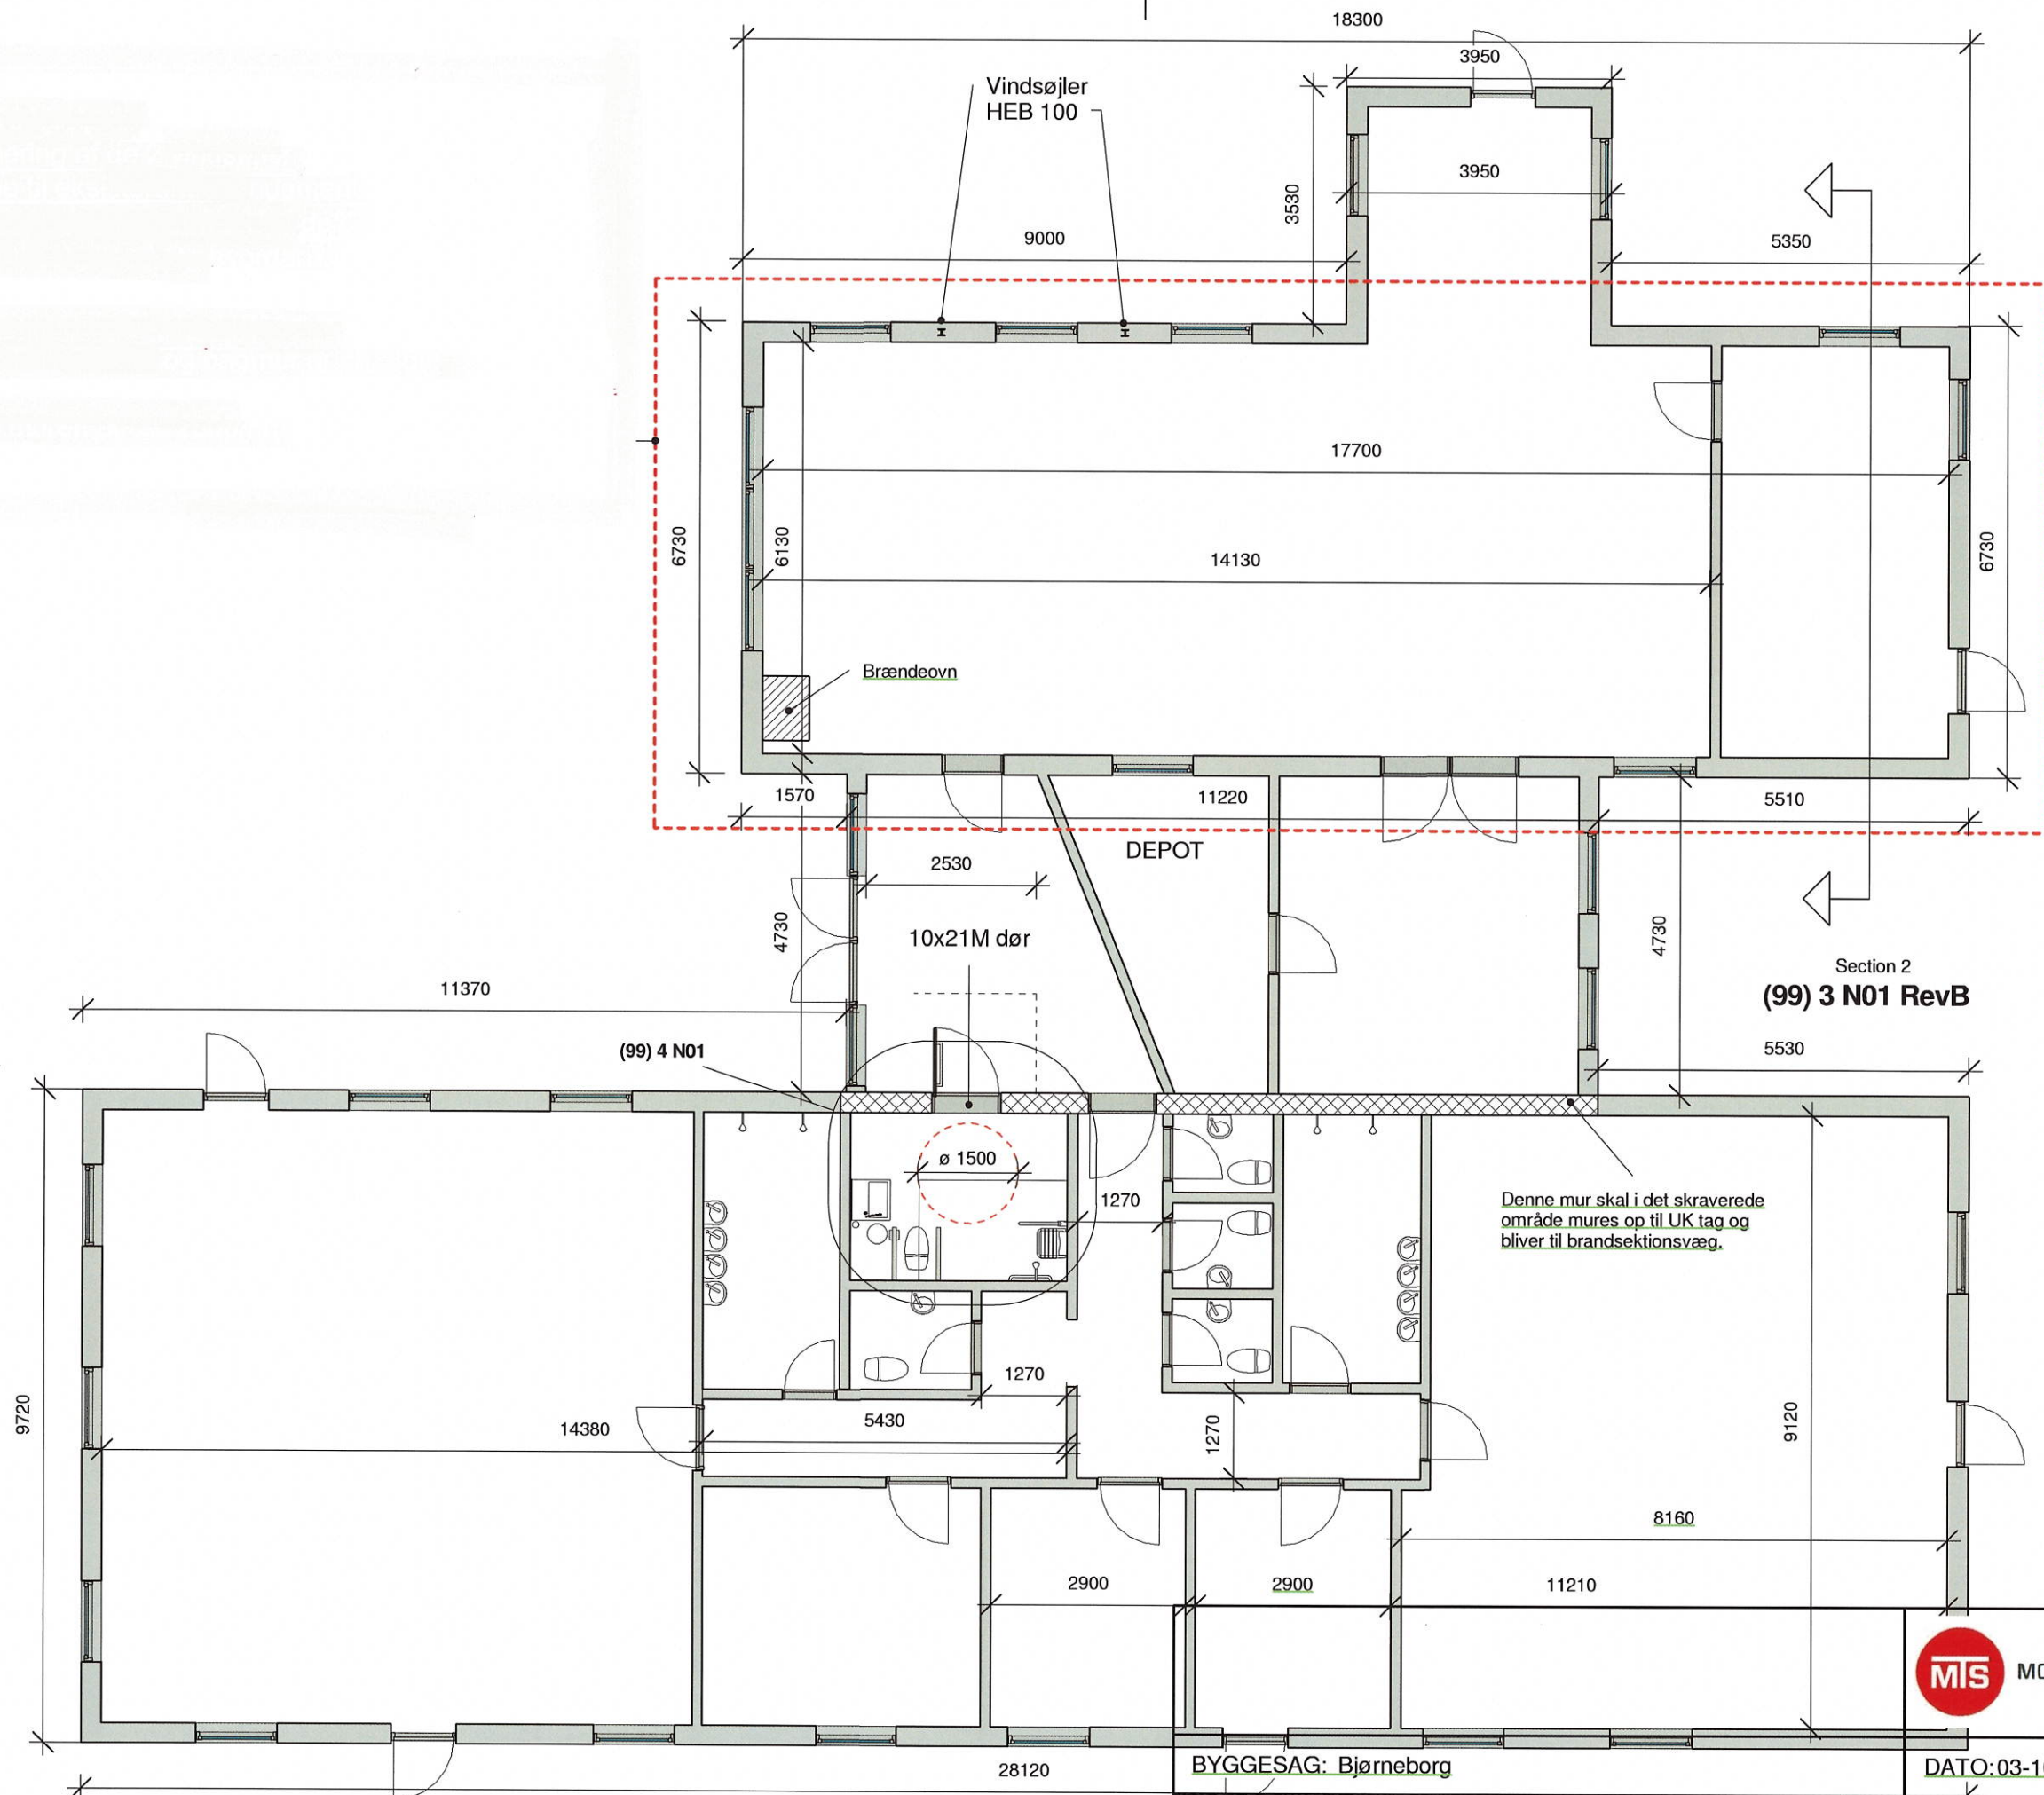 18300
3950
Vindsøjler
HEB 100
3950
3530
9000
5350
17700
6730
6130
14130
6730
Brændeovn
1570
11220
5510
DEPOT
2530
4730
10x21M dør
4730
Section 2
(99) 3 N01 RevB
11370
(99) 4 N01
5530
ø 1500
1270
Denne mur skal i det skraverede
område mures op til UK tag og
bliver til brandsektionsvæg.
1270
9720
14380
5430
1270
9120
8160
2900
2900
11210
MTS
28120
BYGGESAG: Bjørneborg
DATO:03-1